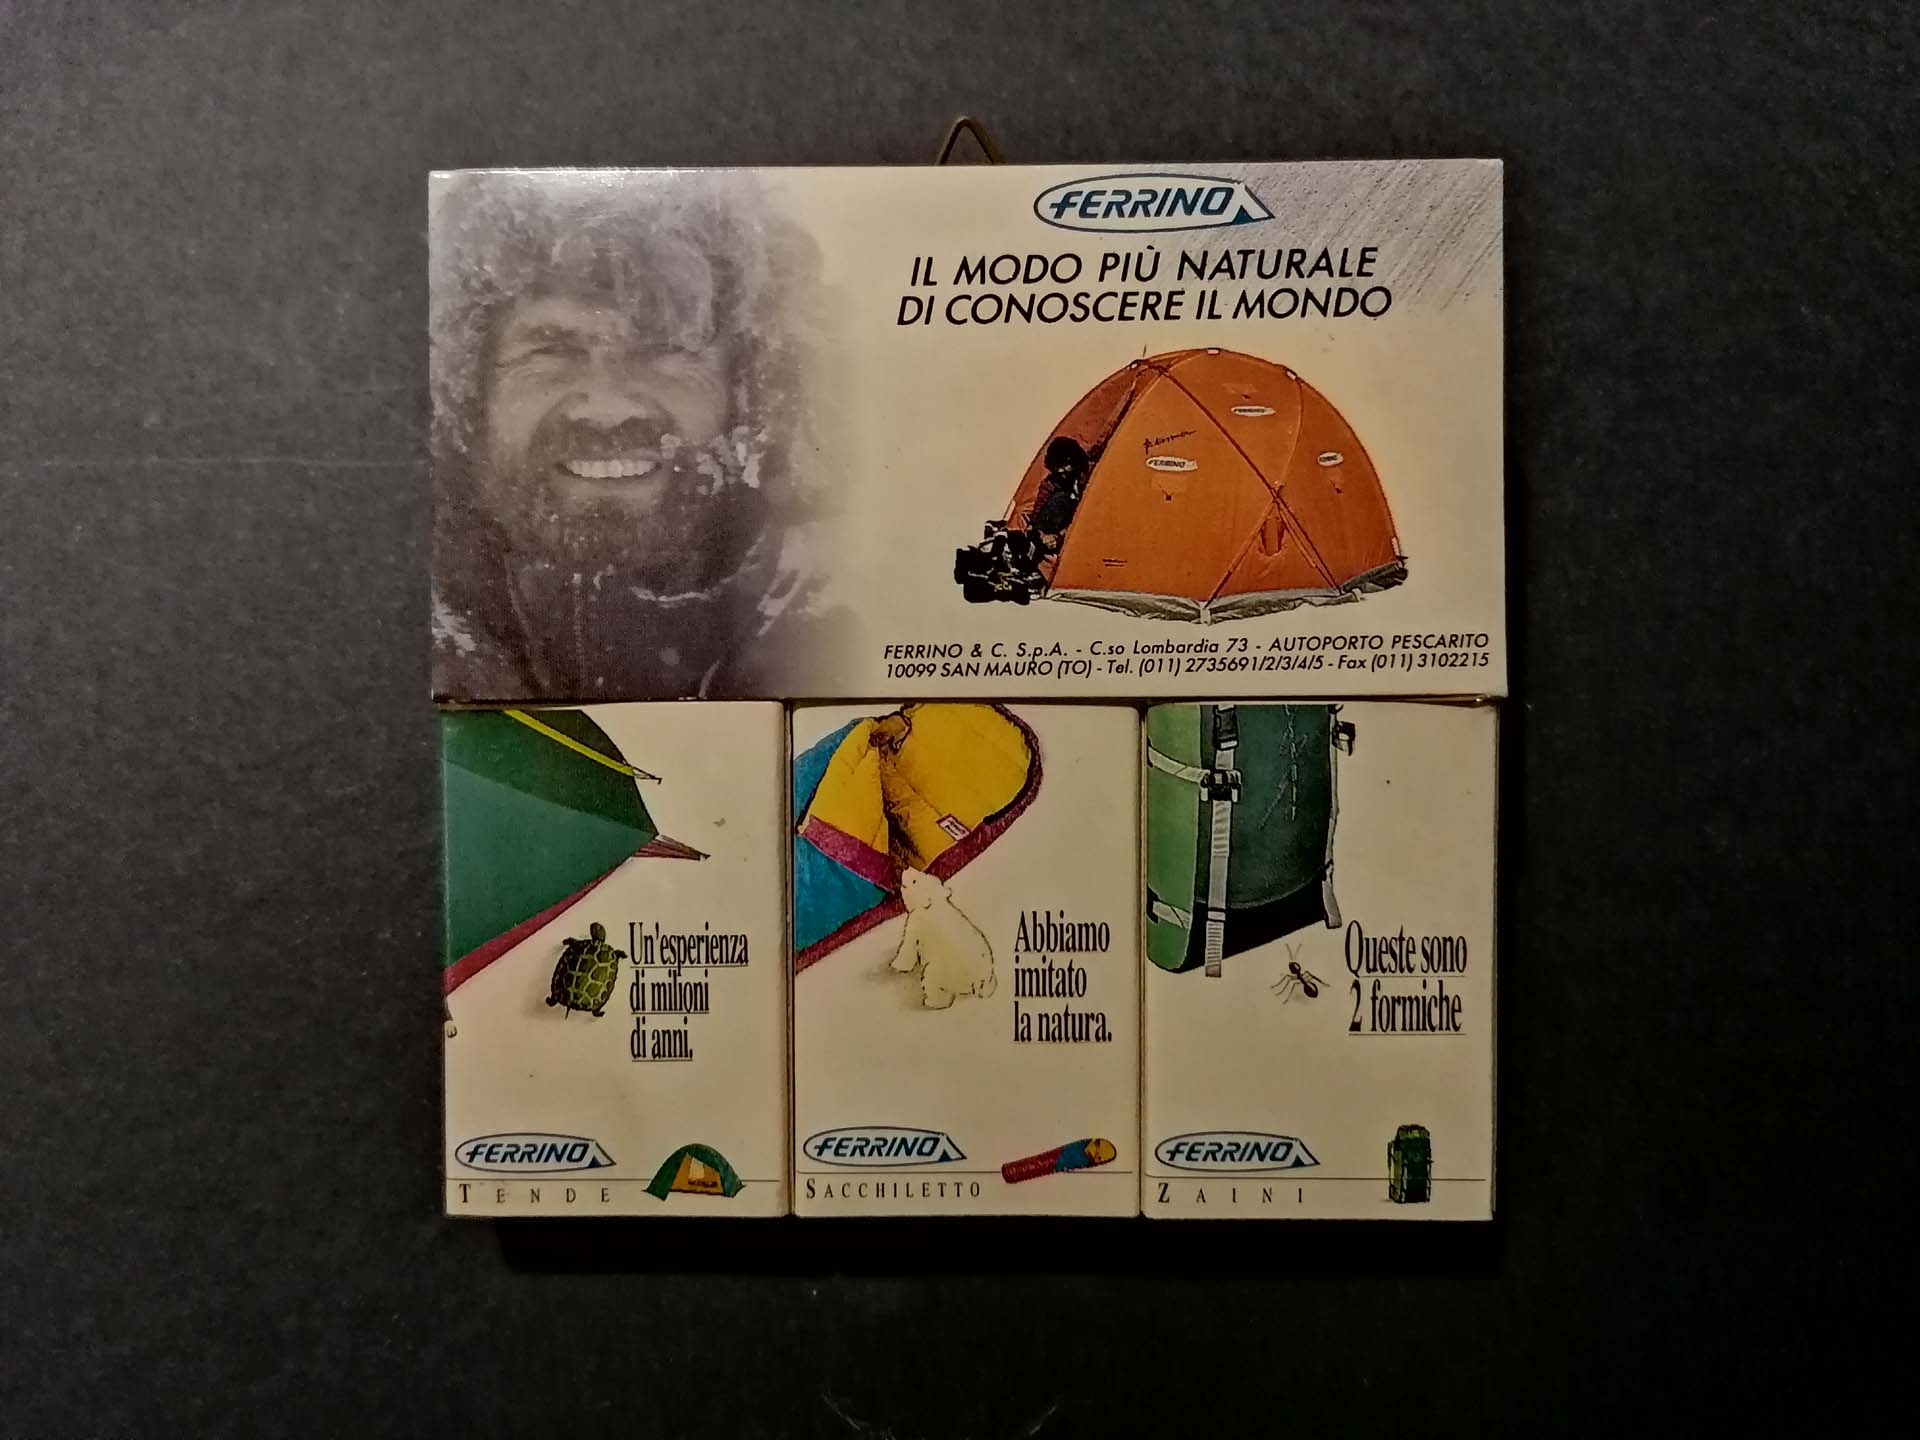 FERRINO
IL MODO PIÙ NATURALE
DI CONOSCERE IL MONDO
FERRINO
FERRINO
FERRINO & C. S.p.A. - C.so Lombardia 73 - AUTOPORTO PESCARITO
10099 SAN MAURO (TO) - Tel. (011) 2735691/2/3/4/5 - Fax (011) 3102215
Un'esperienza
di milioni
di anni.
FERRINO
TENDE
Abbiamo
imitato
la natura.
FERRINO
SACCHILETTO
Queste sono
2 formiche
FERRINO
ZAINI